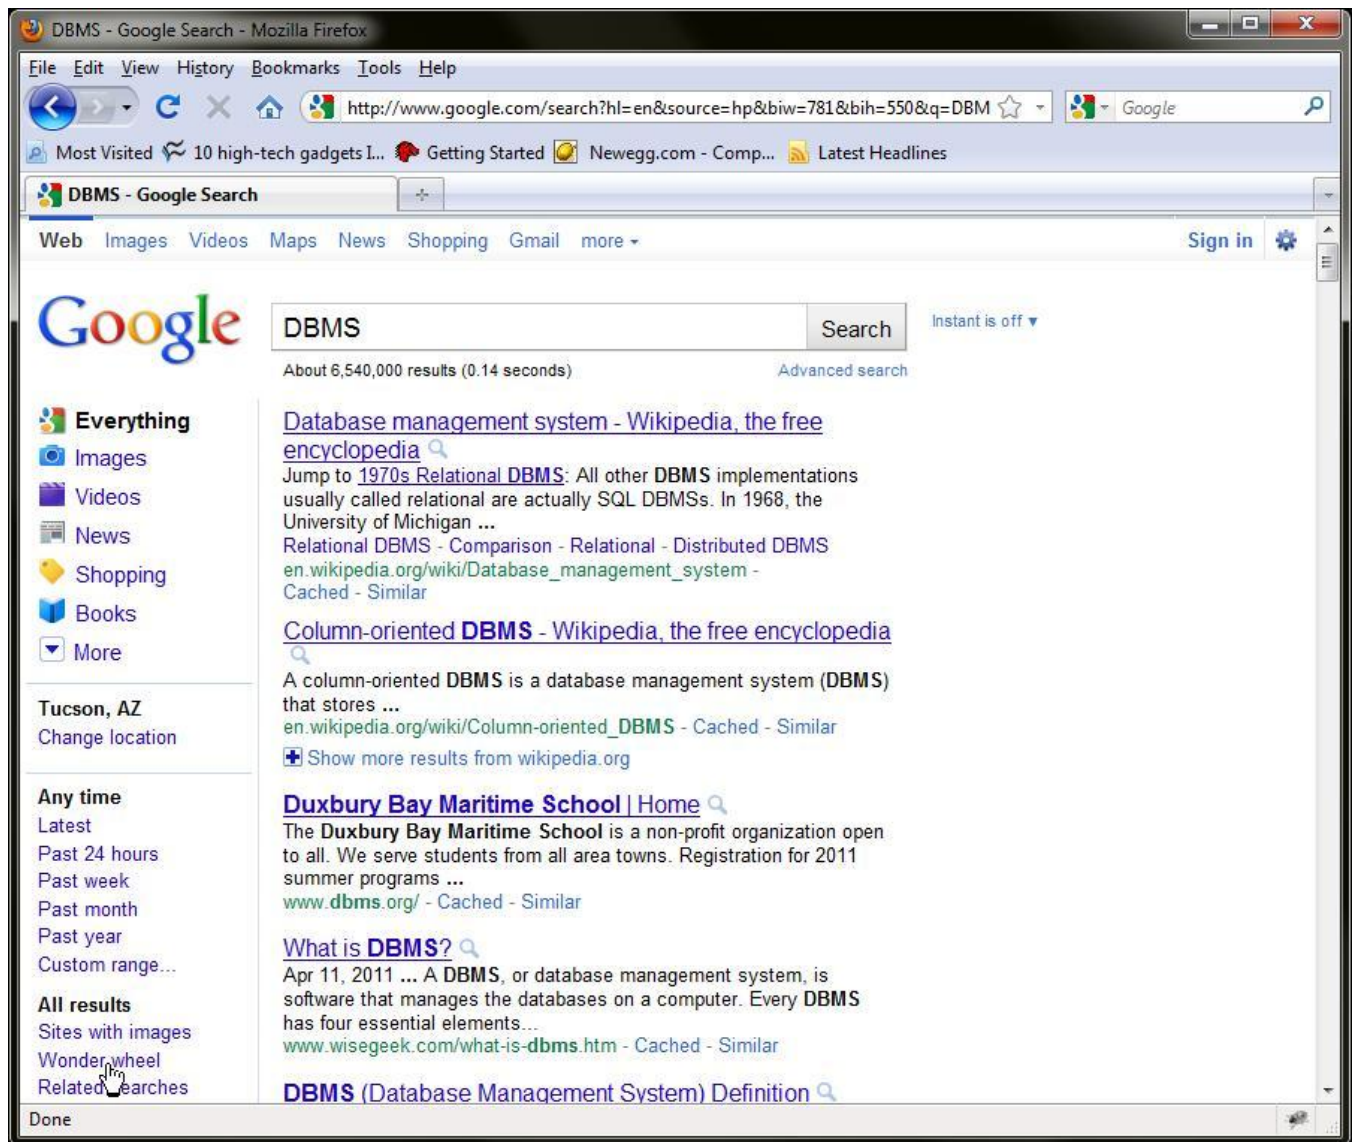 DBMS - Google Search - Mozilla Firefox
File Edit View History Bookmarks Tools Help
http://www.google.com/search?hl=en&source=hp&biw=781&bih=550&q=DBM Google
Most Visited 10 high-tech gadgets I... Getting Started Newegg.com - Comp... Latest Headlines
DBMS - Google Search
Web Images Videos Maps News Shopping Gmail more Sign in
Google
DBMS Search Instant is off
About 6,540,000 results (0.14 seconds) Advanced search
Everything
Images
Videos
News
Shopping
Books
More
Tucson, AZ
Change location
Any time
Latest
Past 24 hours
Past week
Past month
Past year
Custom range...
All results
Sites with images
Wonder wheel
Related searches
Database management system - Wikipedia, the free
encyclopedia
Jump to 1970s Relational DBMS: All other DBMS implementations
usually called relational are actually SQL DBMSs. In 1968, the
University of Michigan ...
Relational DBMS - Comparison - Relational - Distributed DBMS
en.wikipedia.org/wiki/Database_management_system -
Cached - Similar
Column-oriented DBMS - Wikipedia, the free encyclopedia
A column-oriented DBMS is a database management system (DBMS)
that stores ...
en.wikipedia.org/wiki/Column-oriented_DBMS - Cached - Similar
Show more results from wikipedia.org
Duxbury Bay Maritime School | Home
The Duxbury Bay Maritime School is a non-profit organization open
to all. We serve students from all area towns. Registration for 2011
summer programs ...
www.dbms.org/ - Cached - Similar
What is DBMS?
Apr 11, 2011 ... A DBMS, or database management system, is
software that manages the databases on a computer. Every DBMS
has four essential elements...
www.wisegeek.com/what-is-dbms.htm - Cached - Similar
DBMS (Database Management System) Definition
Done